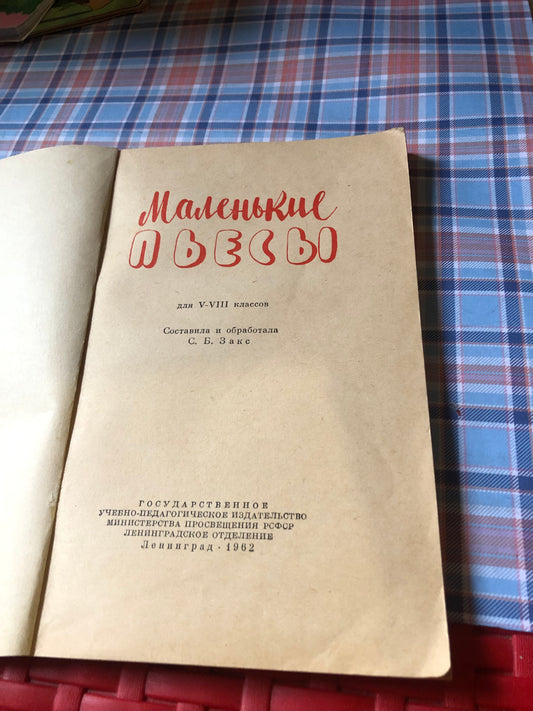 Маленькие
ПЬЕСЫ
для V–VIII классов
Составила и обработала
С. Б. Закс
ГОСУДАРСТВЕННОЕ
УЧЕБНО-ПЕДАГОГИЧЕСКОЕ ИЗДАТЕЛЬСТВО
МИНИСТЕРСТВА ПРОСВЕЩЕНИЯ РСФСР
ЛЕНИНГРАДСКОЕ ОТДЕЛЕНИЕ
Ленинград · 1962